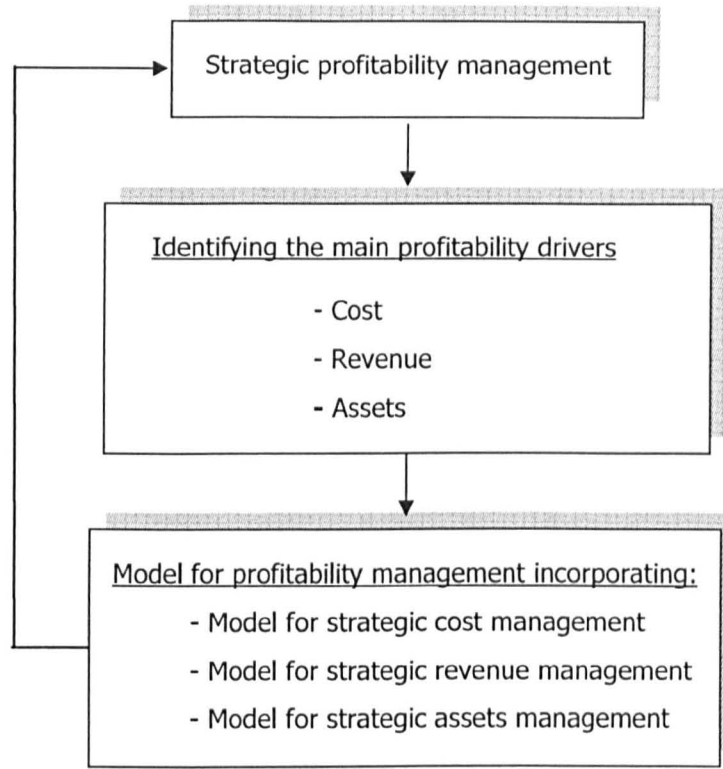 Strategic profitability management
Identifying the main profitability drivers
- Cost
- Revenue
- Assets
Model for profitability management incorporating:
- Model for strategic cost management
- Model for strategic revenue management
- Model for strategic assets management